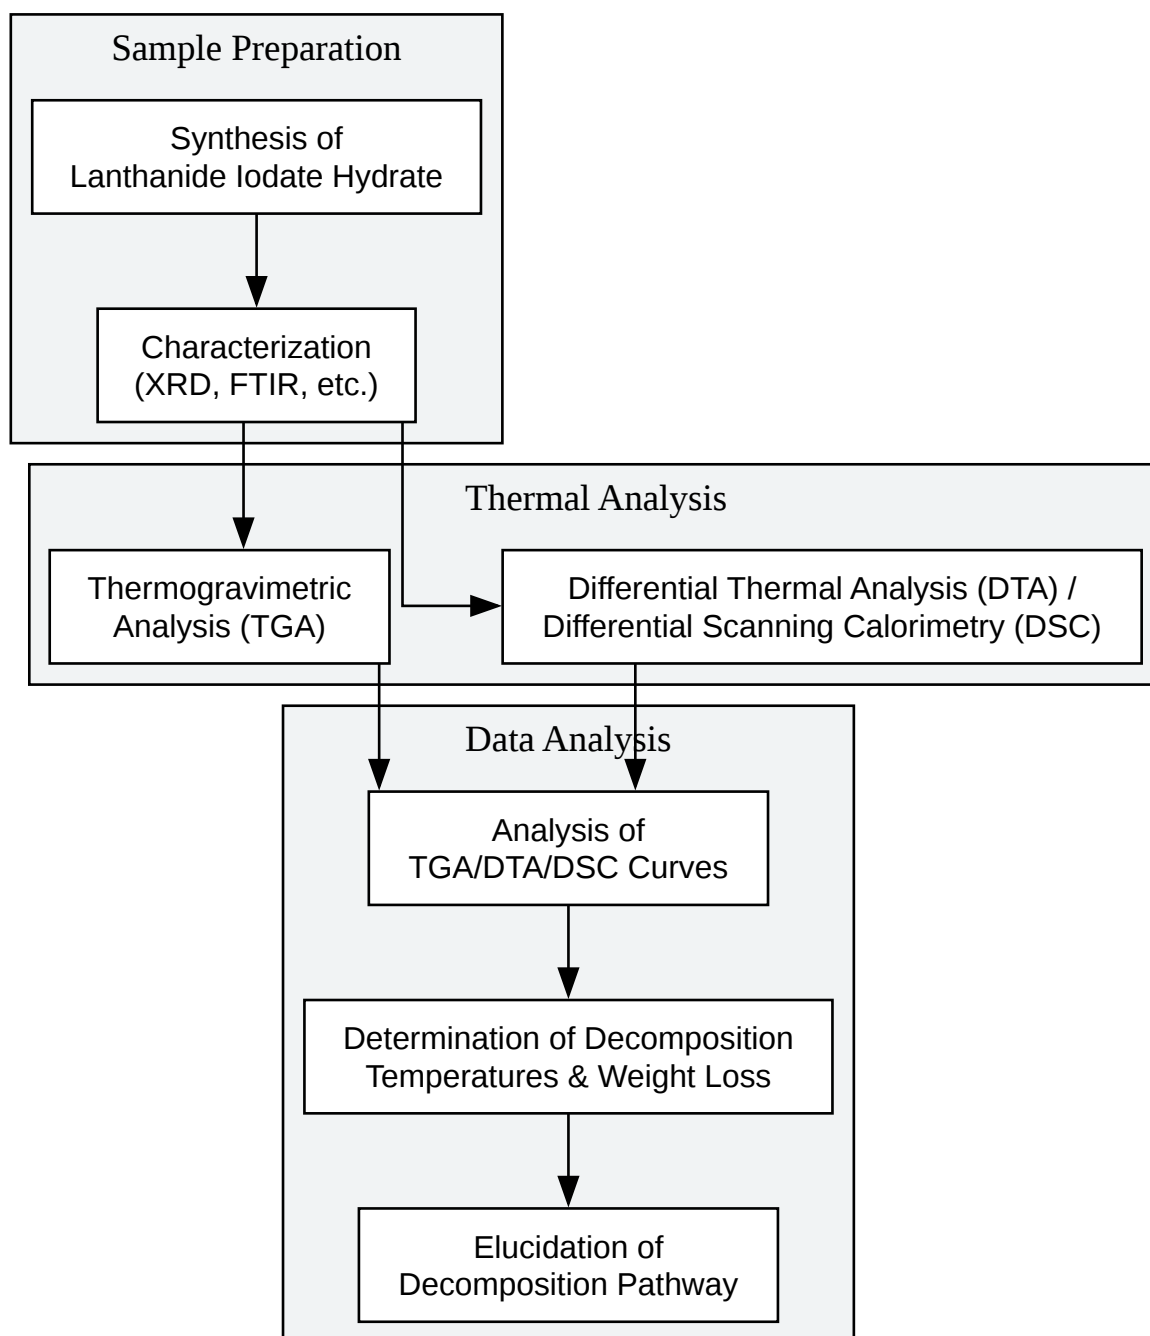 Sample Preparation
Synthesis of
Lanthanide Iodate Hydrate
Characterization
(XRD, FTIR, etc.)
Thermal Analysis
Thermogravimetric
Analysis (TGA)
Differential Thermal Analysis (DTA) /
Differential Scanning Calorimetry (DSC)
Data Analysis
Analysis of
TGA/DTA/DSC Curves
Determination of Decomposition
Temperatures & Weight Loss
Elucidation of
Decomposition Pathway